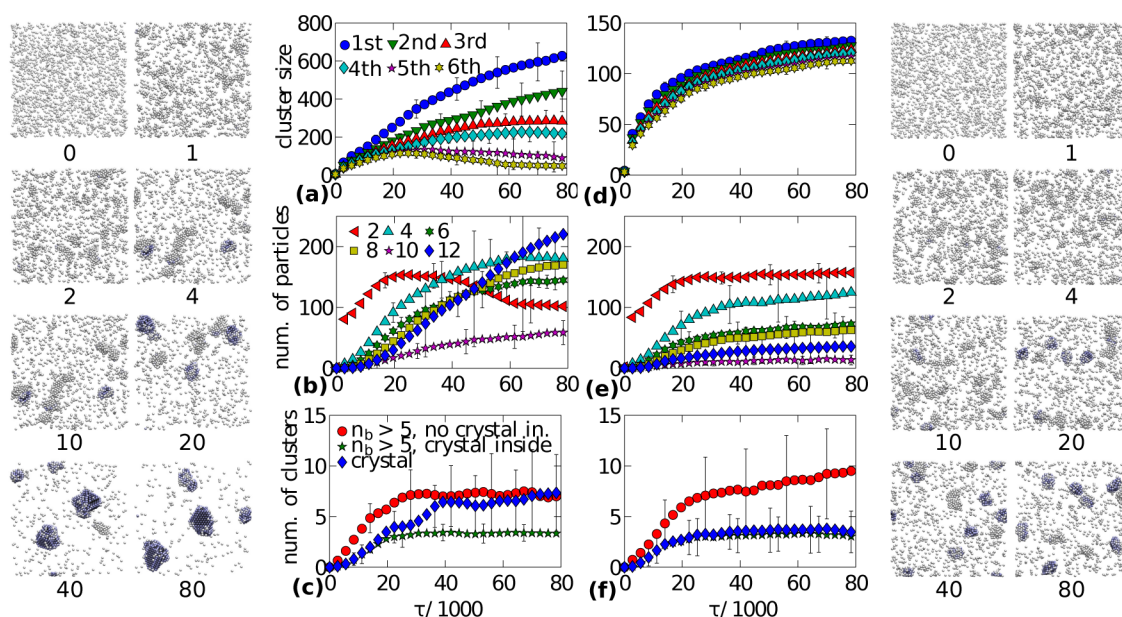 0 1
2 4
10 20
40 80
cluster size
800
600
400
200
0
1st 2nd 3rd
4th 5th 6th
(a)
0 20 40 60 80
num. of particles
200
100
0
2 4 6
8 10 12
(b)
0 20 40 60 80
num. of clusters
15
10
5
0
n_b > 5, no crystal in.
n_b > 5, crystal inside
crystal
(c)
0 20 40 60 80
τ/ 1000
150
100
50
0
(d)
0 20 40 60 80
200
100
0
(e)
0 20 40 60 80
15
10
5
0
(f)
0 20 40 60 80
τ/ 1000
0 1
2 4
10 20
40 80